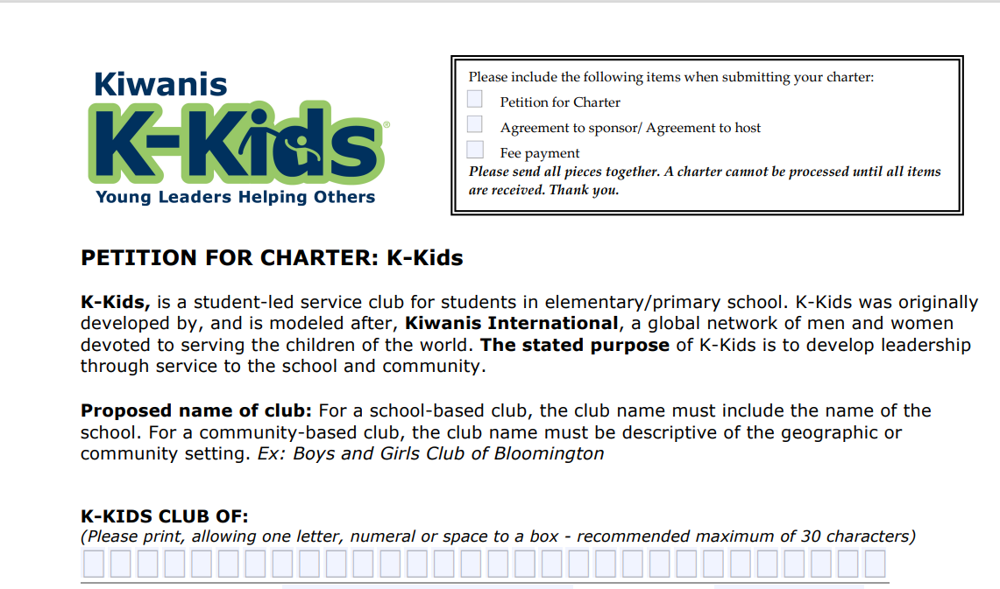 Kiwanis
K-Kids®
Young Leaders Helping Others
Please include the following items when submitting your charter:
Petition for Charter
Agreement to sponsor/ Agreement to host
Fee payment
Please send all pieces together. A charter cannot be processed until all items
are received. Thank you.
PETITION FOR CHARTER: K-Kids
K-Kids, is a student-led service club for students in elementary/primary school. K-Kids was originally
developed by, and is modeled after, Kiwanis International, a global network of men and women
devoted to serving the children of the world. The stated purpose of K-Kids is to develop leadership
through service to the school and community.
Proposed name of club: For a school-based club, the club name must include the name of the
school. For a community-based club, the club name must be descriptive of the geographic or
community setting. Ex: Boys and Girls Club of Bloomington
K-KIDS CLUB OF:
(Please print, allowing one letter, numeral or space to a box - recommended maximum of 30 characters)